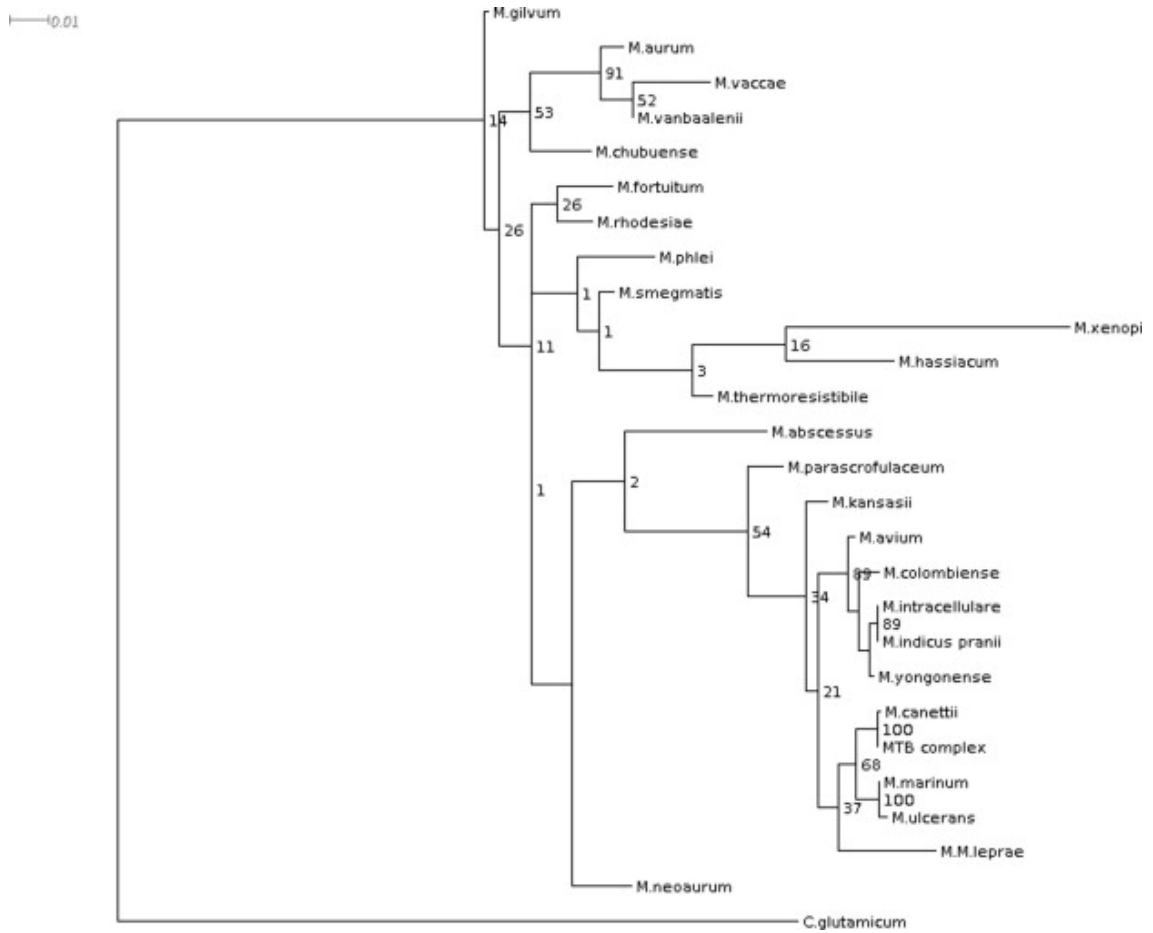 0.01
M.gilvum
M.aurum
91
M.vaccae
52
M.vanbaalenii
14
53
M.chubuense
M.fortuitum
26
M.rhodesiae
26
M.phlei
1
M.smegmatis
1
M.xenopi
16
M.hassiacum
11
3
M.thermoresistibile
M.abscessus
M.parascrofulaceum
2
1
M.kansasii
54
M.avium
89
M.colombiense
34
M.intracellulare
89
M.indicus pranii
M.yongonense
21
M.canettii
100
MTB complex
68
M.marinum
100
37
M.ulcerans
M.M.leprae
M.neoaurum
C.glutamicum